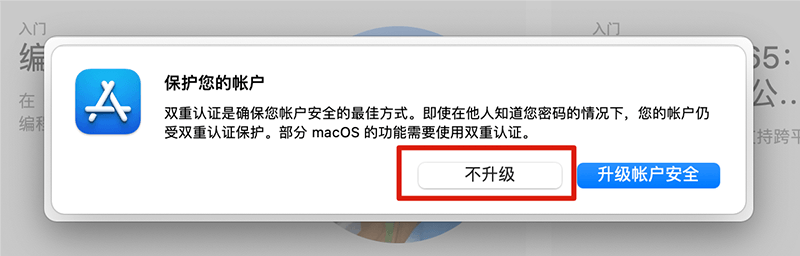 入门
编
在
编程
入门
65：
公...
支持跨平
保护您的帐户
双重认证是确保您帐户安全的最佳方式。即使在他人知道您密码的情况下，您的帐户仍
受双重认证保护。部分 macOS 的功能需要使用双重认证。
不升级
升级帐户安全